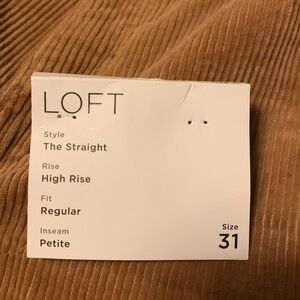 LOFT
Style
The Straight
Rise
High Rise
Fit
Regular
Inseam
Petite
Size
31